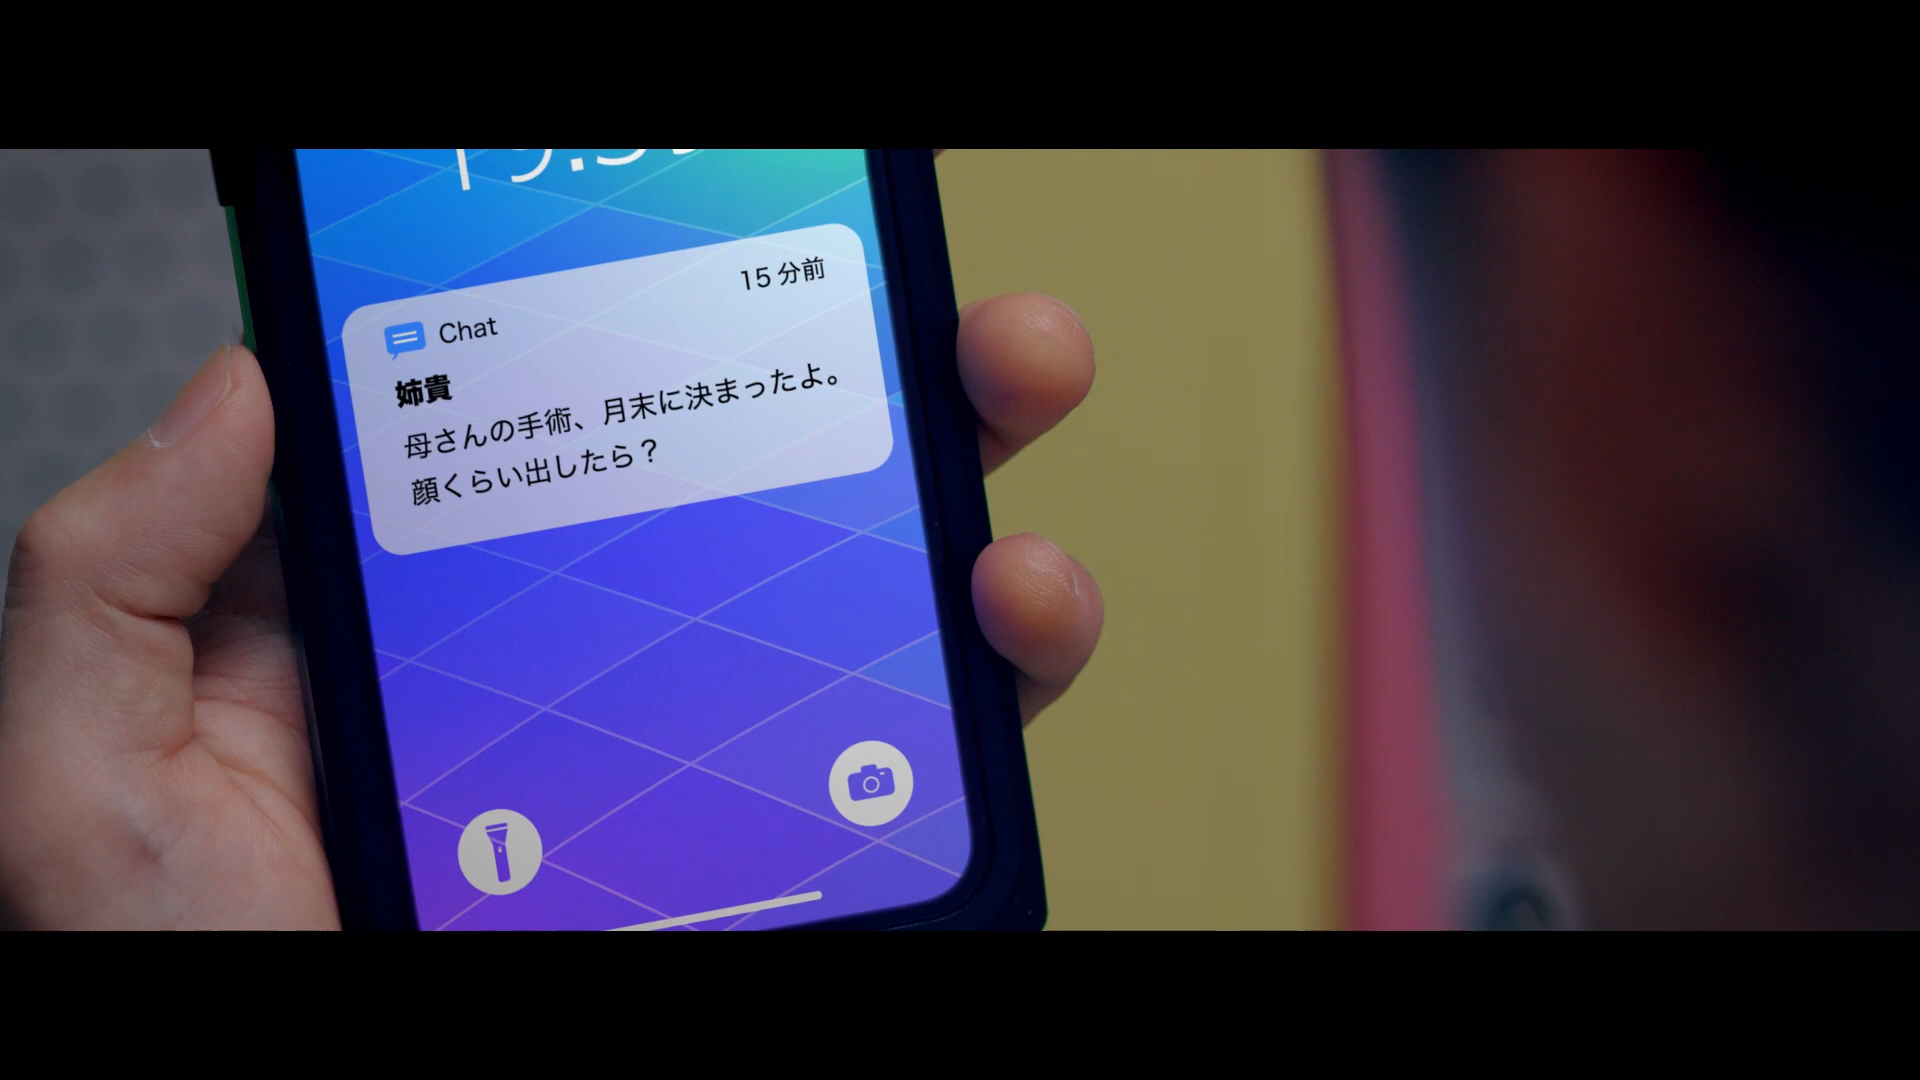 15 分前
Chat
姉貴
母さんの手術、月末に決まったよ。
顔くらい出したら？